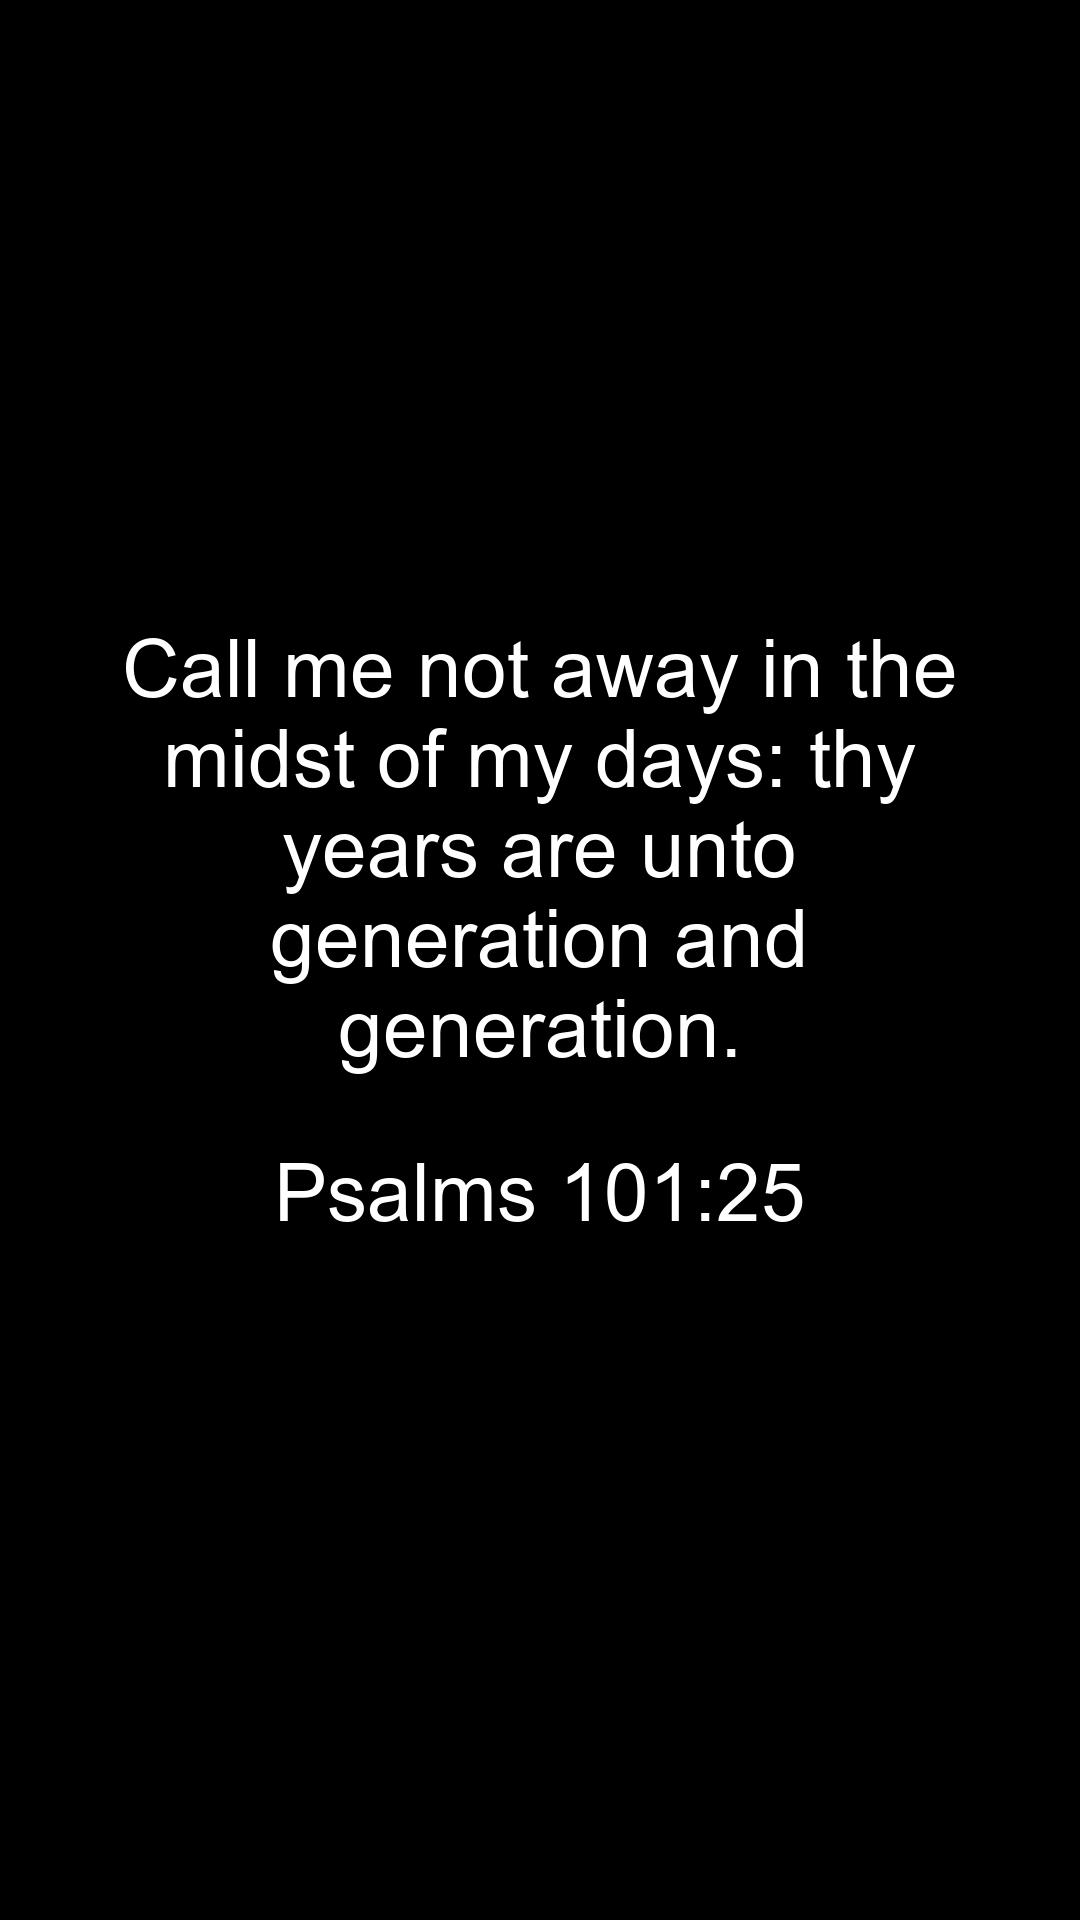 Call me not away in the
midst of my days: thy
years are unto
generation and
generation.
Psalms 101:25